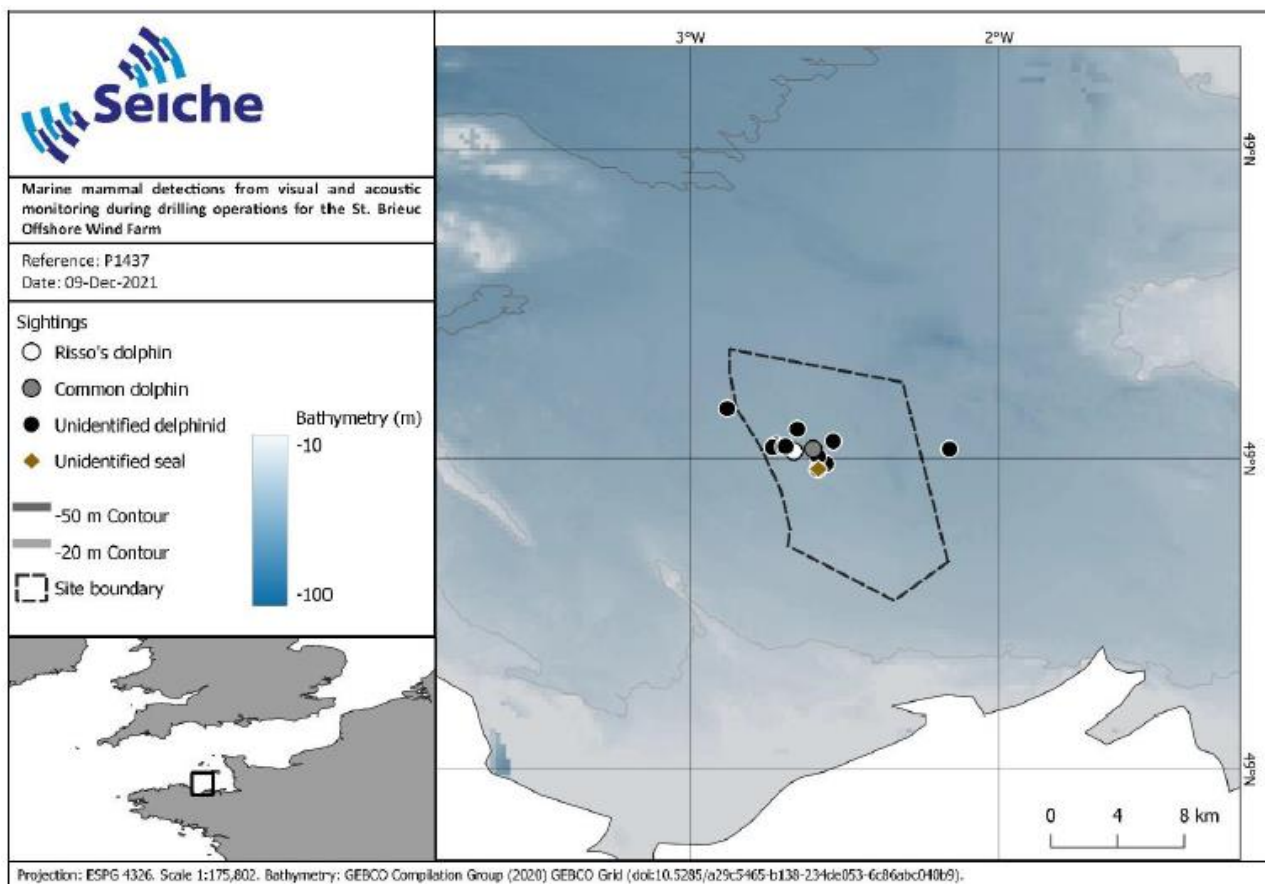 Seiche
Marine mammal detections from visual and acoustic
monitoring during drilling operations for the St. Brieuc
Offshore Wind Farm
Reference: P1437
Date: 09-Dec-2021
Sightings
Risso's dolphin
Common dolphin
Unidentified delphinid
Unidentified seal
-50 m Contour
-20 m Contour
Site boundary
Bathymetry (m)
-10
-100
3°W
2°W
49°N
49°N
49°N
0 4 8 km
Projection: ESPG 4326. Scale 1:175,802. Bathymetry: GEBCO Compilation Group (2020) GEBCO Grid (doi:10.5285/a29c5465-b138-234de053-6c86abc040b9).